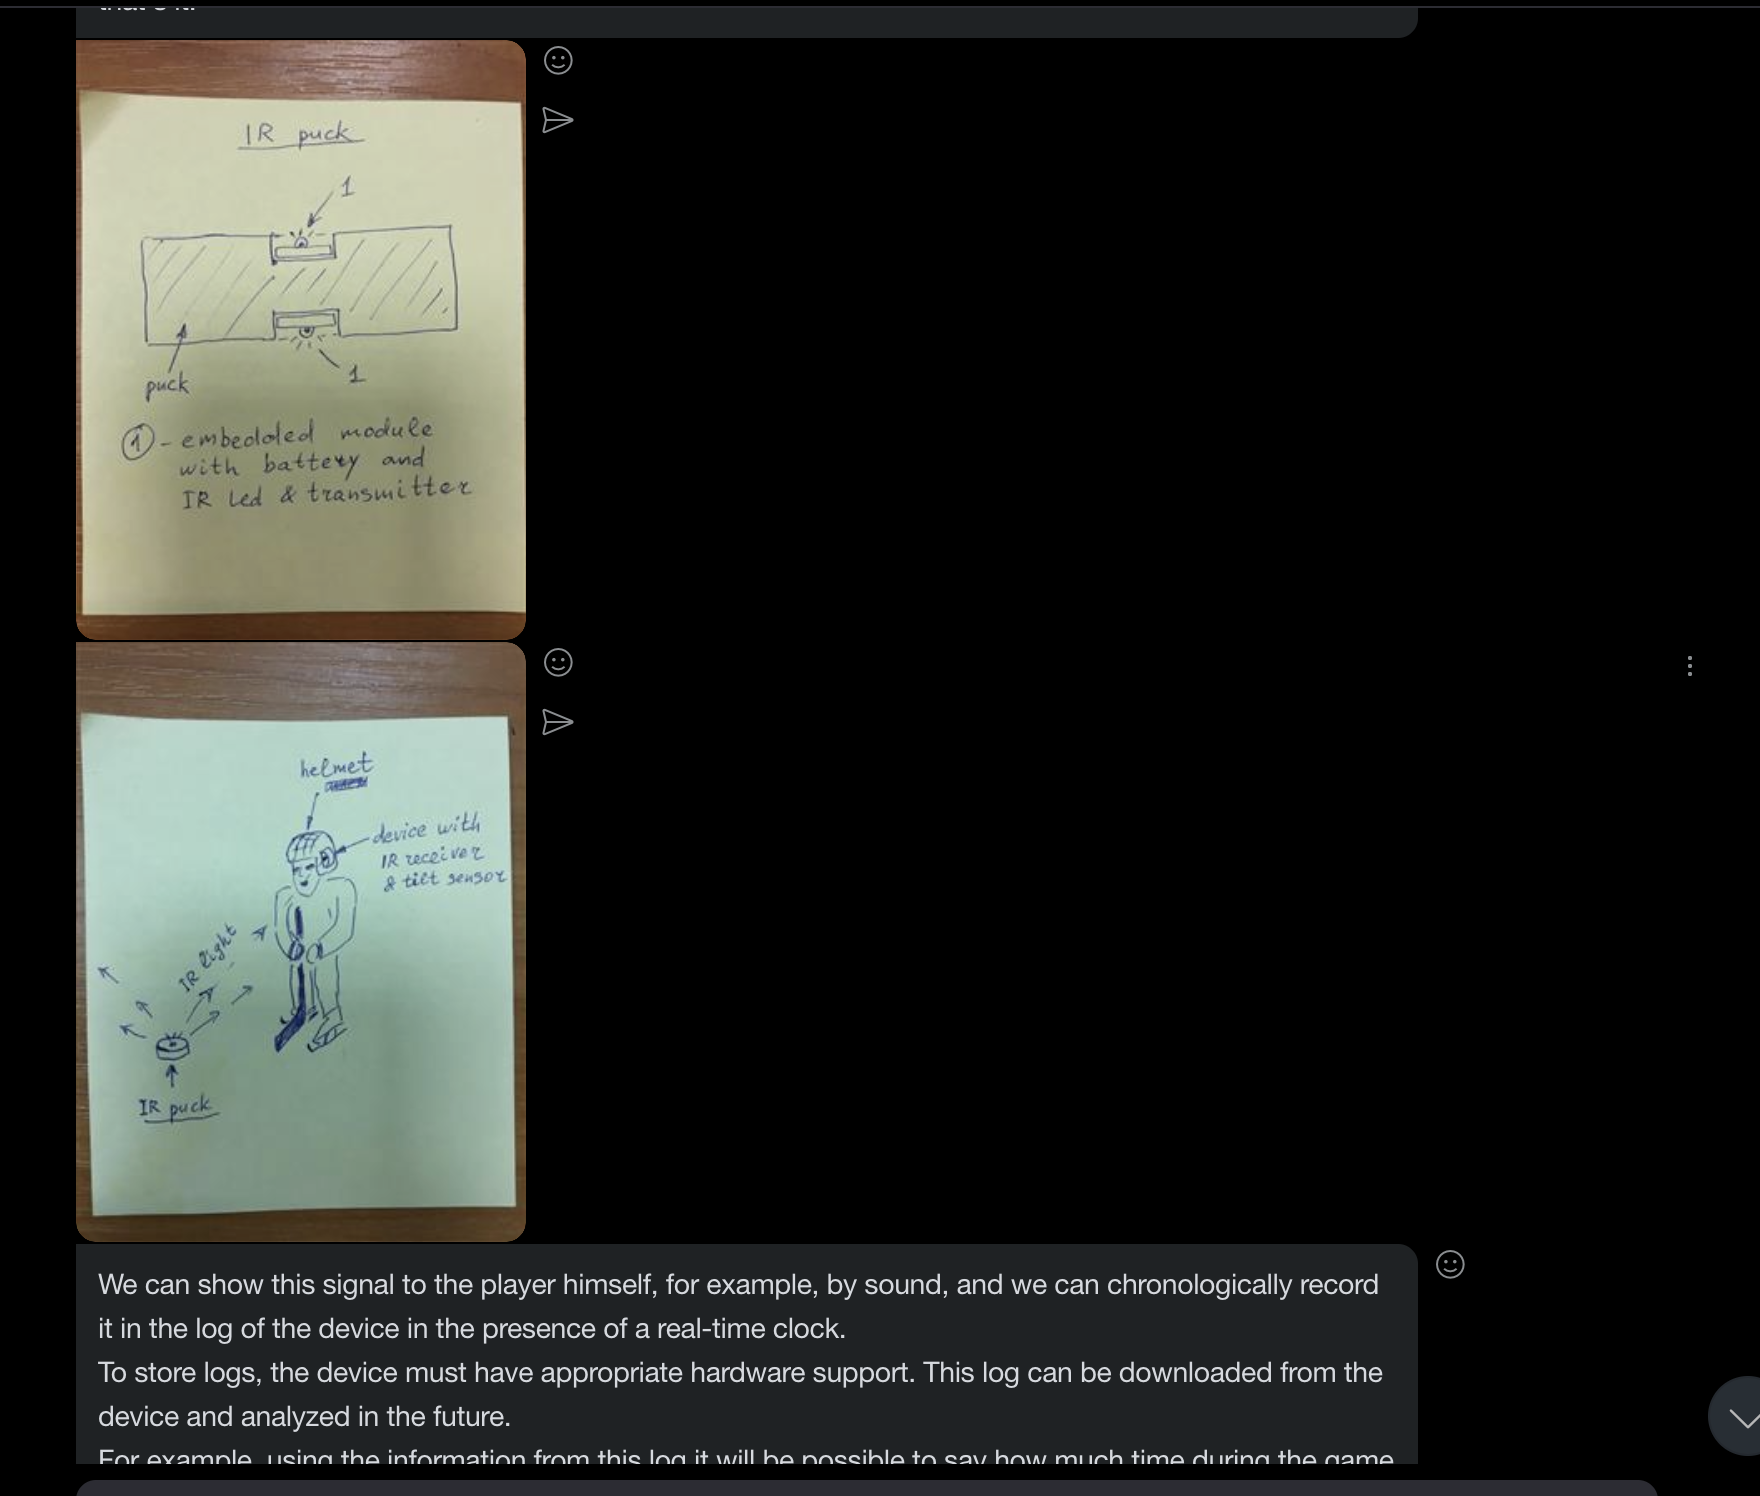 IR puck
1
puck
1
1 - embedded module
with battery and
IR led & transmitter
helmet
device with
IR receiver
& tilt sensor
IR light
IR puck
We can show this signal to the player himself, for example, by sound, and we can chronologically record
it in the log of the device in the presence of a real-time clock.
To store logs, the device must have appropriate hardware support. This log can be downloaded from the
device and analyzed in the future.
For example, using the information from this log it will be possible to say how much time during the game